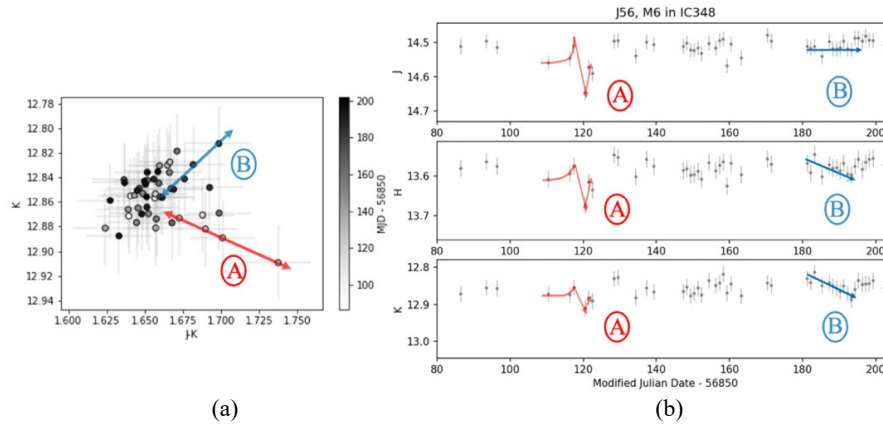 J56, M6 in IC348
12.78
12.80
12.82
12.84
12.86
12.88
12.90
12.92
12.94
K
1.600 1.625 1.650 1.675 1.700 1.725 1.750
J-K
A
B
200
180
160
140
120
100
MJD - 56850
14.5
14.6
14.7
J
A
B
80 100 120 140 160 181 200
13.6
13.7
H
A
B
80 100 120 140 160 181 200
12.8
12.9
13.0
K
A
B
80 100 120 140 160 181 200
Modified Julian Date - 56850
(a)
(b)